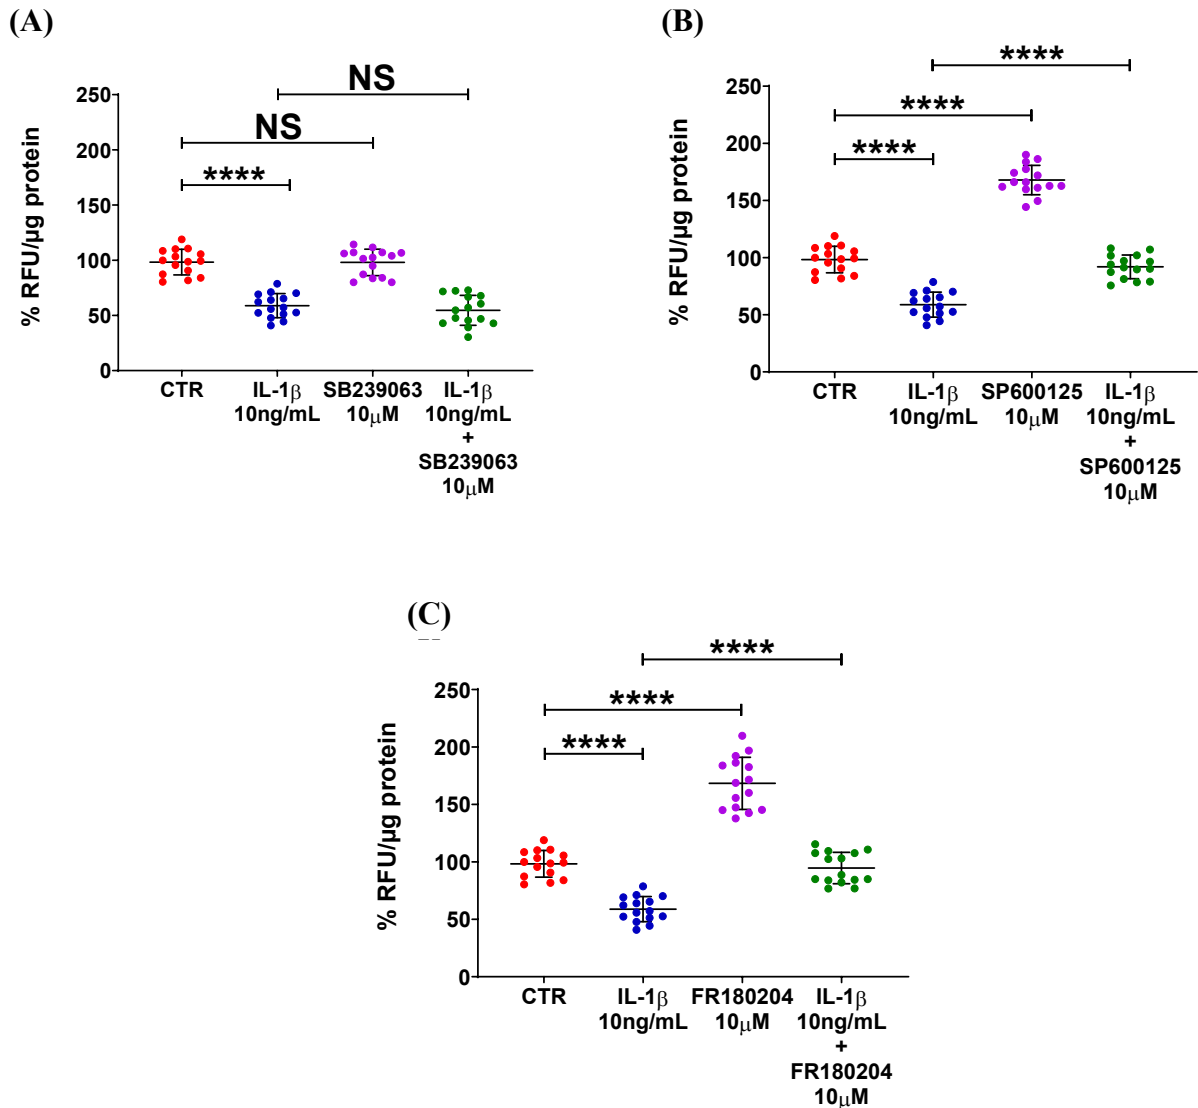 (A)
NS
NS
****
% RFU/µg protein
250
200
150
100
50
0
CTR
IL-1β
10ng/mL
SB239063
10µM
IL-1β
10ng/mL
+
SB239063
10µM
(B)
****
****
****
% RFU/µg protein
250
200
150
100
50
0
CTR
IL-1β
10ng/mL
SP600125
10µM
IL-1β
10ng/mL
+
SP600125
10µM
(C)
****
****
****
% RFU/µg protein
250
200
150
100
50
0
CTR
IL-1β
10ng/mL
FR180204
10µM
IL-1β
10ng/mL
+
FR180204
10µM